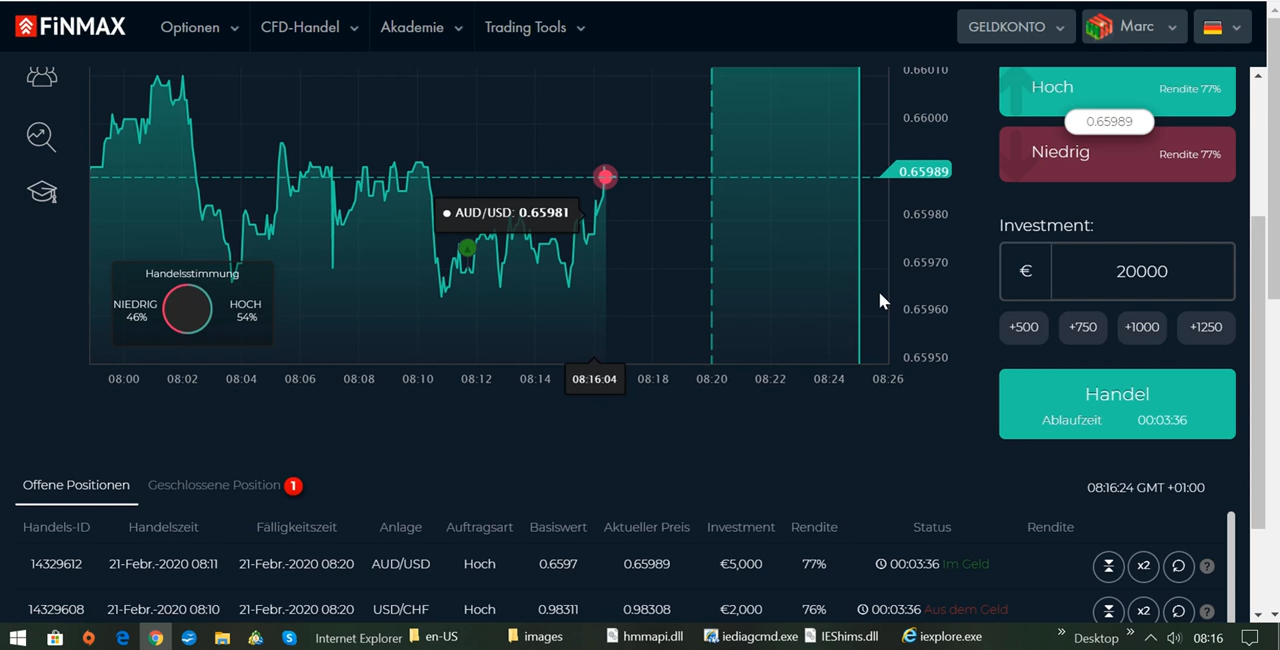 FiNMAX
Optionen
CFD-Handel
Akademie
Trading Tools
GELDKONTO
Marc
0.66010
0.66000
0.65989
0.65980
0.65970
0.65960
0.65950
AUD/USD: 0.65981
Handelsstimmung
NIEDRIG
46%
HOCH
54%
08:00 08:02 08:04 08:06 08:08 08:10 08:12 08:14 08:16:04 08:18 08:20 08:22 08:24 08:26
Hoch
Rendite 77%
0.65989
Niedrig
Rendite 77%
Investment:
€ 20000
+500 +750 +1000 +1250
Handel
Ablaufzeit 00:03:36
Offene Positionen
Geschlossene Position 1
08:16:24 GMT +01:00
Handels-ID Handelszeit Fälligkeitszeit Anlage Auftragsart Basiswert Aktueller Preis Investment Rendite Status Rendite
14329612 21-Febr.-2020 08:11 21-Febr.-2020 08:20 AUD/USD Hoch 0.6597 0.65989 €5,000 77% 00:03:36 Im Geld x2 ?
14329608 21-Febr.-2020 08:10 21-Febr.-2020 08:20 USD/CHF Hoch 0.98311 0.98308 €2,000 76% 00:03:36 Aus dem Geld x2 ?
Internet Explorer
en-US
images
hmmapi.dll
iediagcmd.exe
IEShims.dll
iexplore.exe
Desktop
08:16